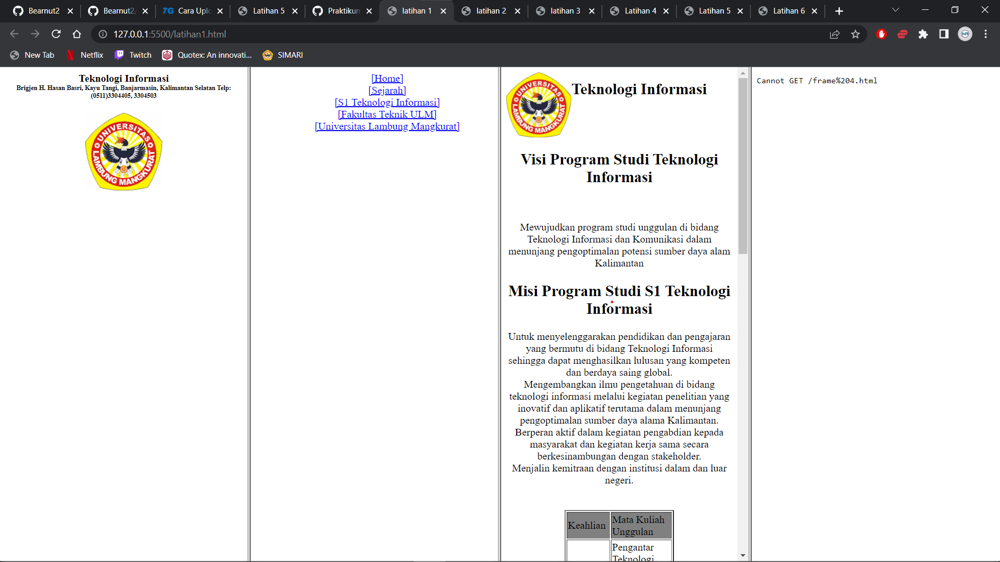 Bearnut2
Bearnut2/
Cara Uplo
Latihan 5
Praktikum
latihan 1
latihan 2
latihan 3
Latihan 4
Latihan 5
Latihan 6
127.0.0.1:5500/latihan1.html
New Tab
Netflix
Twitch
Quotex: An innovati...
SIMARI
Teknologi Informasi
Brigjen H. Hasan Basri, Kayu Tangi, Banjarmasin, Kalimantan Selatan Telp:
(0511)3304405, 3304503
UNIVERSITAS
LAMBUNG MANGKURAT
[Home]
[Sejarah]
[S1 Teknologi Informasi]
[Fakultas Teknik ULM]
[Universitas Lambung Mangkurat]
UNIVERSITAS
LAMBUNG MANGKURAT
Teknologi Informasi
Visi Program Studi Teknologi
Informasi
Mewujudkan program studi unggulan di bidang
Teknologi Informasi dan Komunikasi dalam
menunjang pengoptimalan potensi sumber daya alam
Kalimantan
Misi Program Studi S1 Teknologi
Informasi
Untuk menyelenggarakan pendidikan dan pengajaran
yang bermutu di bidang Teknologi Informasi
sehingga dapat menghasilkan lulusan yang kompeten
dan berdaya saing global.
Mengembangkan ilmu pengetahuan di bidang
teknologi informasi melalui kegiatan penelitian yang
inovatif dan aplikatif terutama dalam menunjang
pengoptimalan sumber daya alama Kalimantan.
Berperan aktif dalam kegiatan pengabdian kepada
masyarakat dan kegiatan kerja sama secara
berkesinambungan dengan stakeholder.
Menjalin kemitraan dengan institusi dalam dan luar
negeri.
Keahlian
Mata Kuliah
Unggulan
Pengantar
Teknologi
Cannot GET /frame%204.html